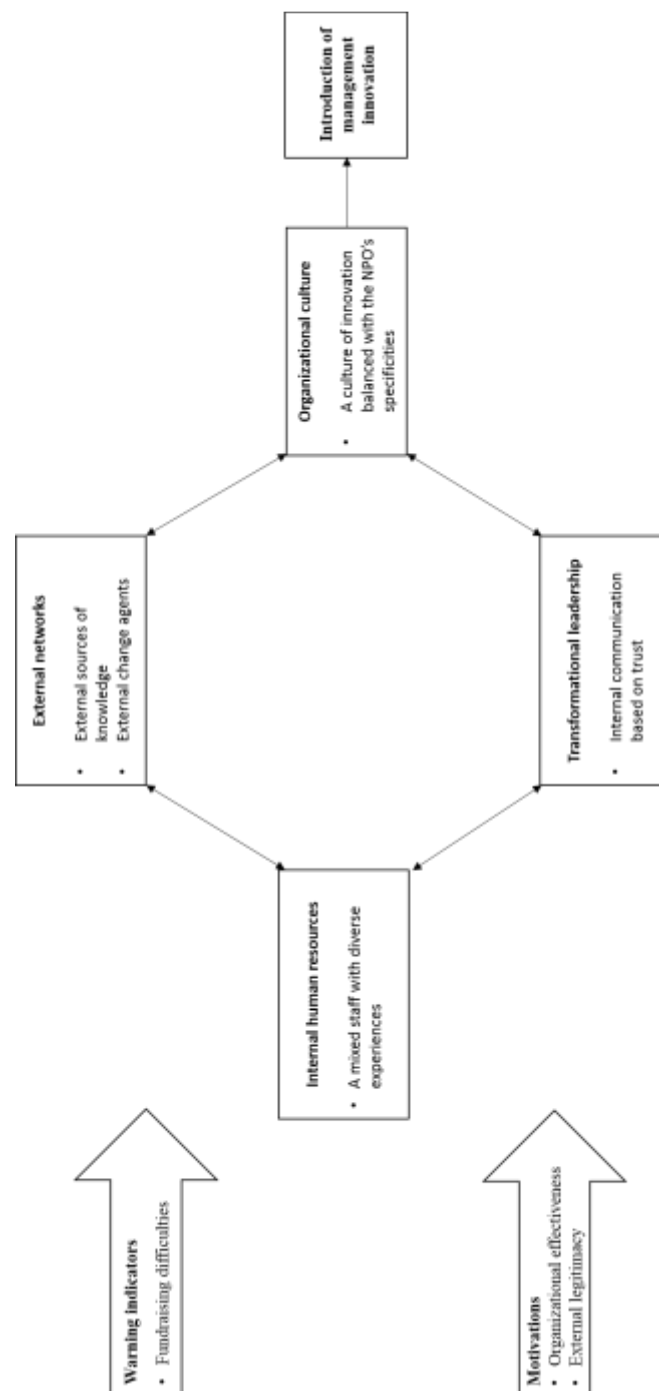 Warning indicators
• Fundraising difficulties
Motivations
• Organizational effectiveness
• External legitimacy
Internal human resources
• A mixed staff with diverse
experiences
External networks
• External sources of
knowledge
• External change agents
Transformational leadership
• Internal communication
based on trust
Organizational culture
• A culture of innovation
balanced with the NPO's
specificities
Introduction of
management
innovation